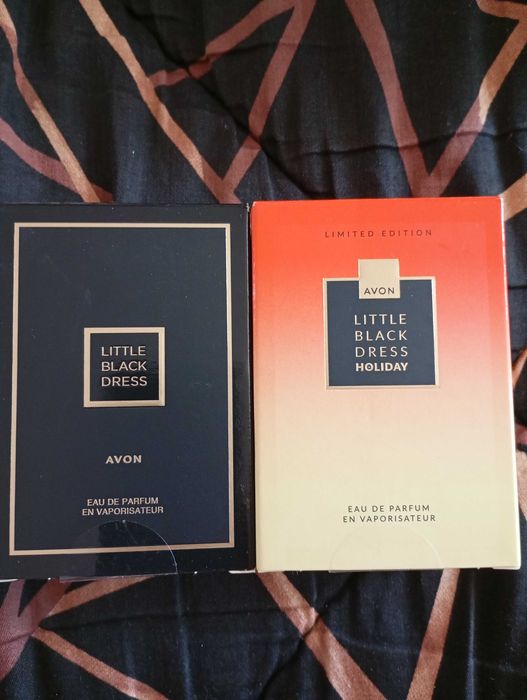 LITTLE
BLACK
DRESS
AVON
EAU DE PARFUM
EN VAPORISATEUR
LIMITED EDITION
AVON
LITTLE
BLACK
DRESS
HOLIDAY
EAU DE PARFUM
EN VAPORISATEUR